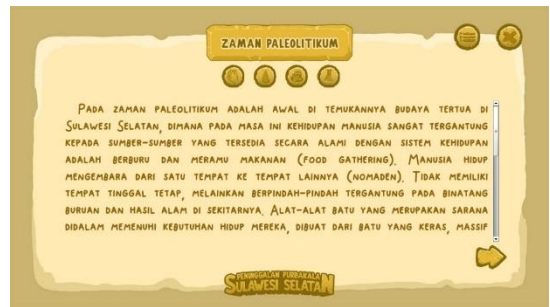 ZAMAN PALEOLITIKUM
PADA ZAMAN PALEOLITIKUM ADALAH AWAL DI TEMUKANNYA BUDAYA TERTUA DI
SULAWESI SELATAN, DIMANA PADA MASA INI KEHIDUPAN MANUSIA SANGAT TERGANTUNG
KEPADA SUMBER-SUMBER YANG TERSEDIA SECARA ALAMI DENGAN SISTEM KEHIDUPAN
ADALAH BERBURU DAN MERAMU MAKANAN (FOOD GATHERING). MANUSIA HIDUP
MENGEMBARA DARI SATU TEMPAT KE TEMPAT LAINNYA (NOMADEN). TIDAK MEMILIKI
TEMPAT TINGGAL TETAP, MELAINKAN BERPINDAH-PINDAH TERGANTUNG PADA BINATANG
BURUAN DAN HASIL ALAM DI SEKITARNYA. ALAT-ALAT BATU YANG MERUPAKAN SARANA
DIDALAM MEMENUHI KEBUTUHAN HIDUP MEREKA, DIBUAT DARI BATU YANG KERAS, MASSIF
PENINGGALAN PURBAKALA
SULAWESI SELATAN